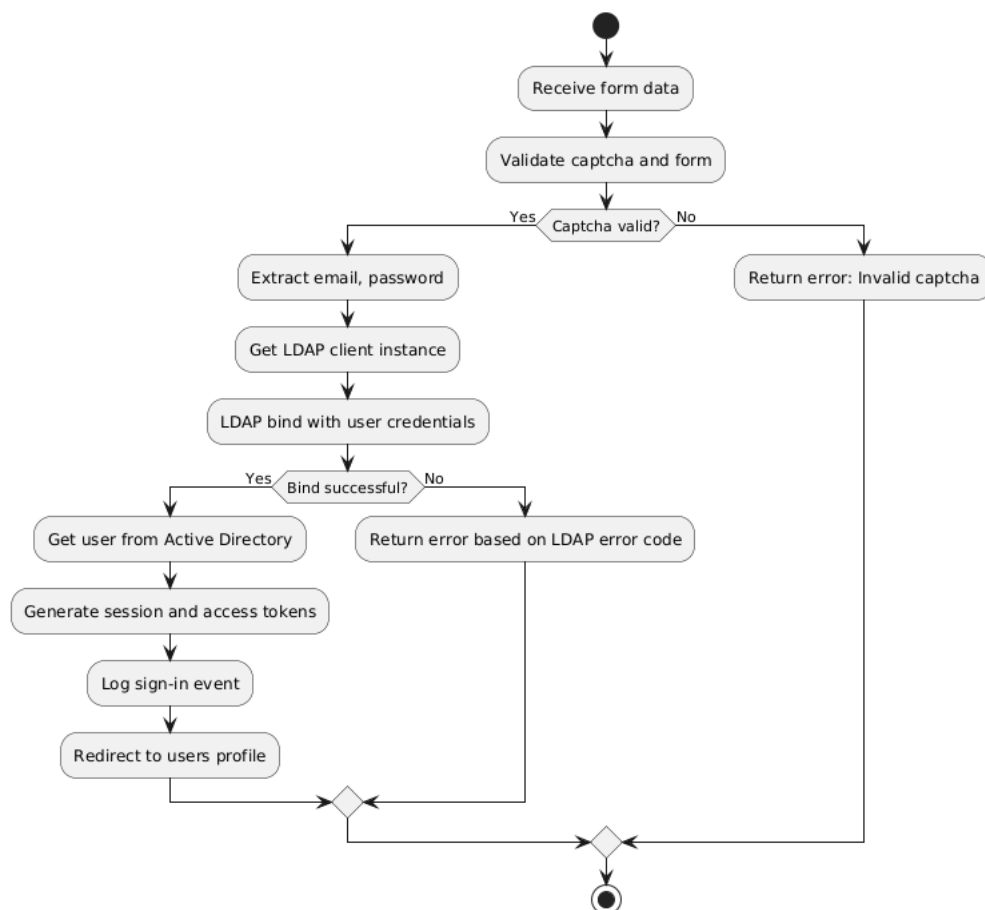 Receive form data
Validate captcha and form
Yes
Captcha valid?
No
Extract email, password
Return error: Invalid captcha
Get LDAP client instance
LDAP bind with user credentials
Yes
Bind successful?
No
Get user from Active Directory
Return error based on LDAP error code
Generate session and access tokens
Log sign-in event
Redirect to users profile